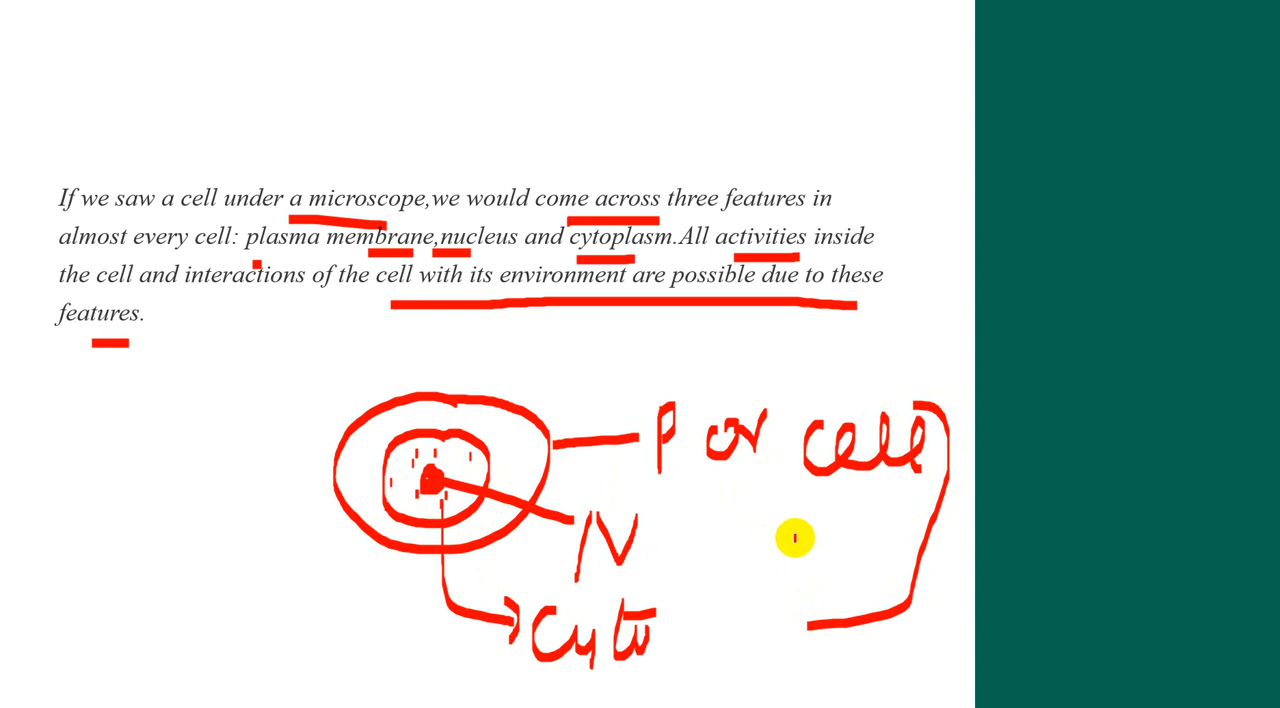 If we saw a cell under a microscope,we would come across three features in
almost every cell: plasma membrane,nucleus and cytoplasm.All activities inside
the cell and interactions of the cell with its environment are possible due to these
features.
P or cell
N
Cyto